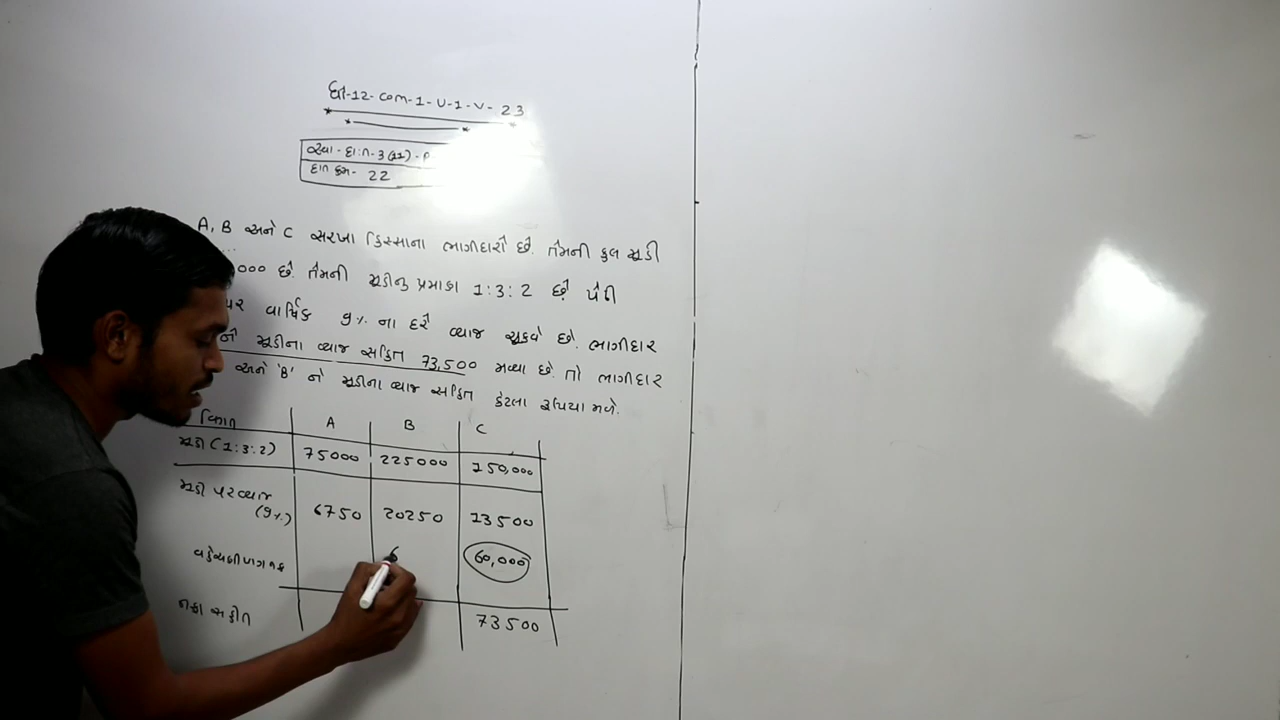 ધો-12-com-1-U-1-V-23
22
A, B અને C સરખા હિસ્સાના ભાગીદારો છે. તેમની કુલ મૂડી
000 છે. તેમની મૂડીનું પ્રમાણ 1:3:2 છે પેઢી
પર વાર્ષિક 9% ના દરે વ્યાજ ચુકવે છે. ભાગીદાર
મૂડીના વ્યાજ સહિત 73,500 મળ્યા છે. તો ભાગીદાર
અને 'B' ને મૂડીના વ્યાજ સહિત કેટલા રૂપિયા મળે.
વિગત A B C
મૂડી (1:3:2) 75000 225000 150,000
મૂડી પર વ્યાજ (9%) 6750 20250 13500
6 60,000
73500